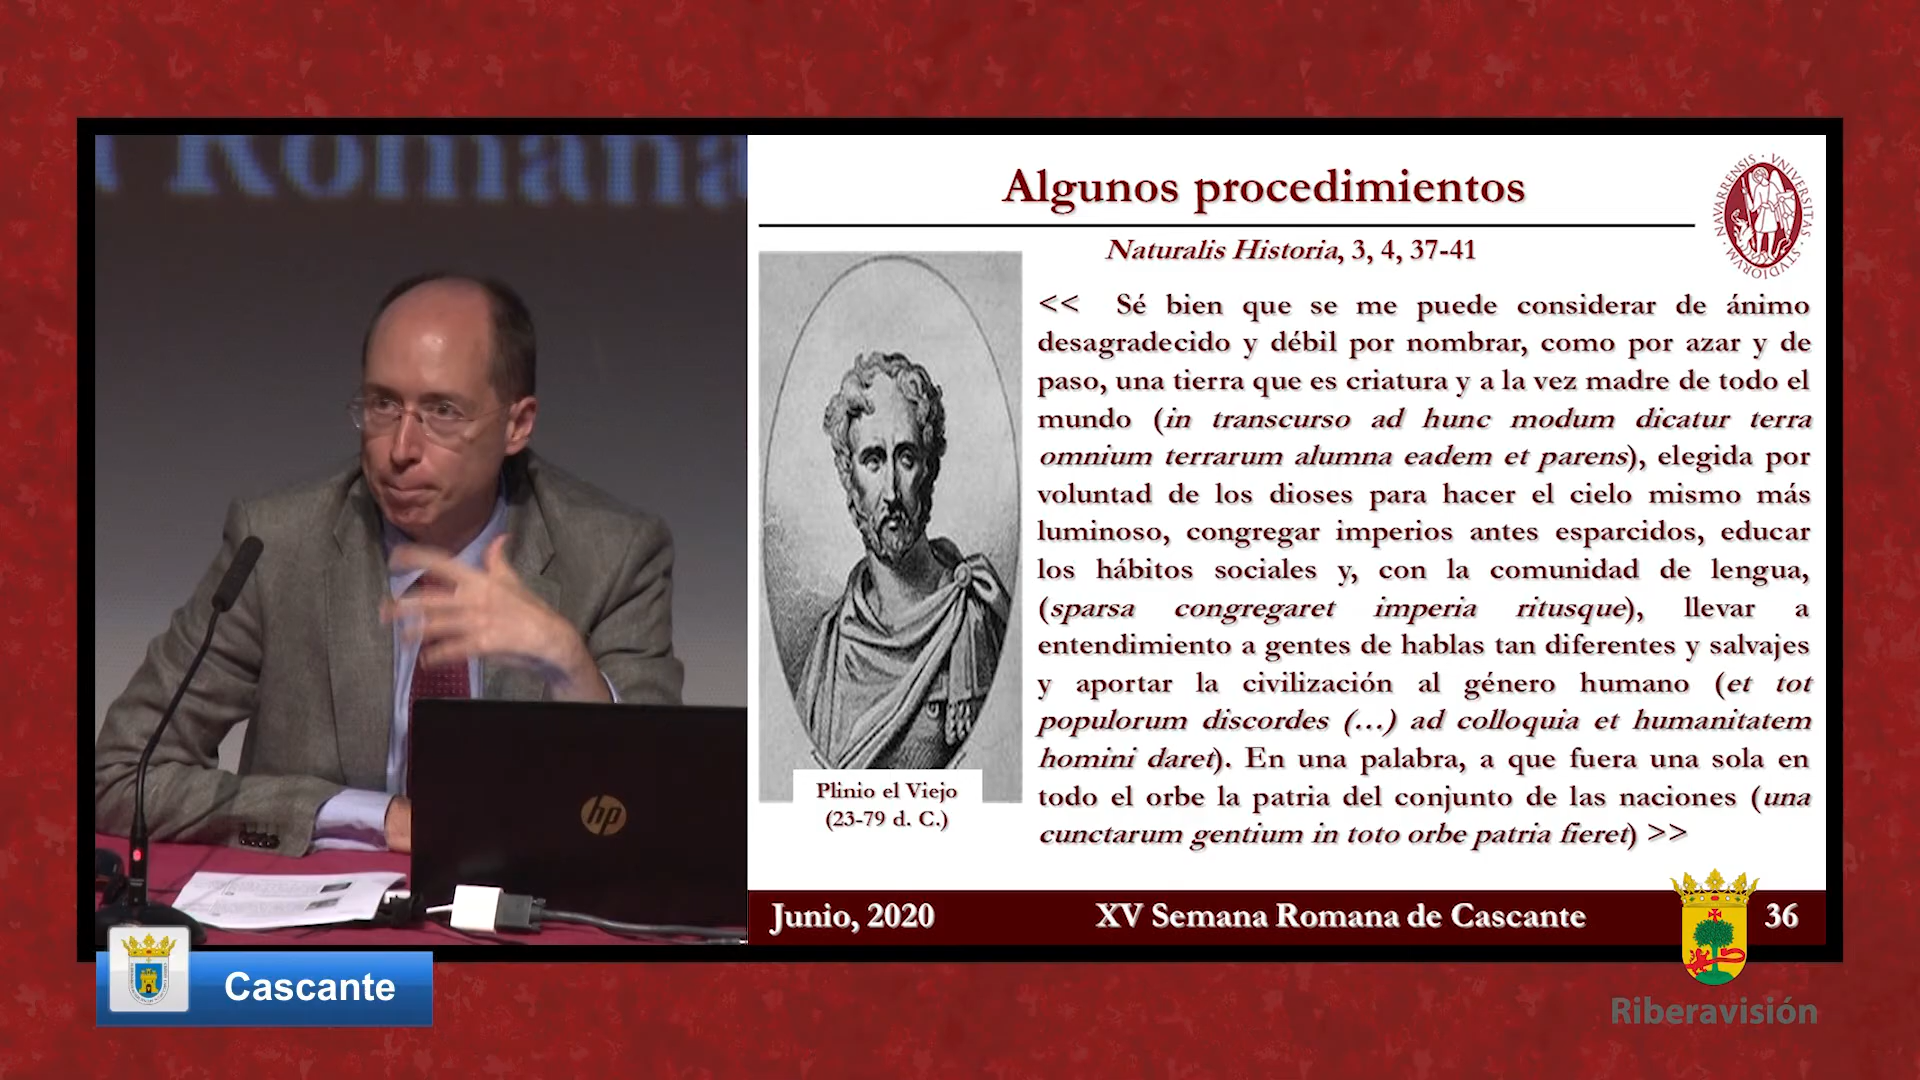 Romana
Algunos procedimientos
NAVARRENSIS · VNIVERSITAS STVDIORVM
Naturalis Historia, 3, 4, 37-41
<< Sé bien que se me puede considerar de ánimo
desagradecido y débil por nombrar, como por azar y de
paso, una tierra que es criatura y a la vez madre de todo el
mundo (in transcurso ad hunc modum dicatur terra
omnium terrarum alumna eadem et parens), elegida por
voluntad de los dioses para hacer el cielo mismo más
luminoso, congregar imperios antes esparcidos, educar
los hábitos sociales y, con la comunidad de lengua,
(sparsa congregaret imperia ritusque), llevar a
entendimiento a gentes de hablas tan diferentes y salvajes
y aportar la civilización al género humano (et tot
populorum discordes (…) ad colloquia et humanitatem
homini daret). En una palabra, a que fuera una sola en
todo el orbe la patria del conjunto de las naciones (una
cunctarum gentium in toto orbe patria fieret) >>
Plinio el Viejo
(23-79 d. C.)
hp
Junio, 2020
XV Semana Romana de Cascante
36
Cascante
Riberavisión